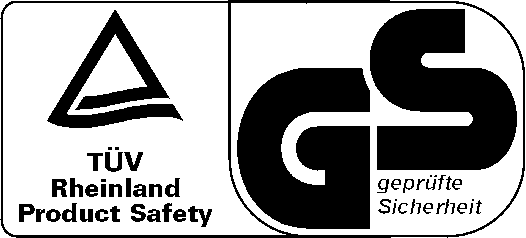 TÜV
Rheinland
Product Safety
GS
geprüfte
Sicherheit